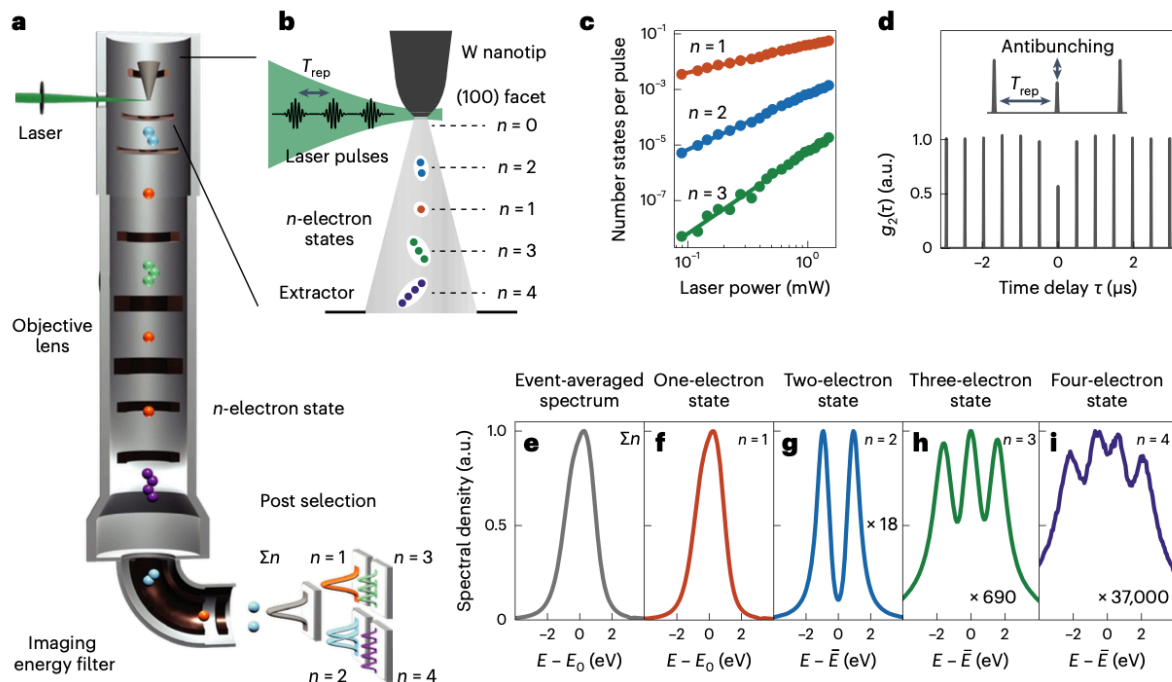 a
Laser
Objective
lens
n-electron state
Post selection
Σn
n = 1
n = 3
n = 2
n = 4
Imaging
energy filter
b
W nanotip
T_rep
(100) facet
n = 0
Laser pulses
n = 2
n = 1
n-electron
states
n = 3
Extractor
n = 4
c
Number states per pulse
10⁻¹
10⁻³
10⁻⁵
10⁻⁷
n = 1
n = 2
n = 3
10⁻¹
10⁰
Laser power (mW)
d
Antibunching
T_rep
g₂(τ) (a.u.)
1.0
0.5
0
−2
0
2
Time delay τ (µs)
Event-averaged
spectrum
One-electron
state
Two-electron
state
Three-electron
state
Four-electron
state
Spectral density (a.u.)
1.0
0.5
0
e
Σn
−2 0 2
E − E₀ (eV)
f
n = 1
−2 0 2
E − E₀ (eV)
g
n = 2
× 18
−2 0 2
E − Ē (eV)
h
n = 3
× 690
−2 0 2
E − Ē (eV)
i
n = 4
× 37,000
−2 0 2
E − Ē (eV)